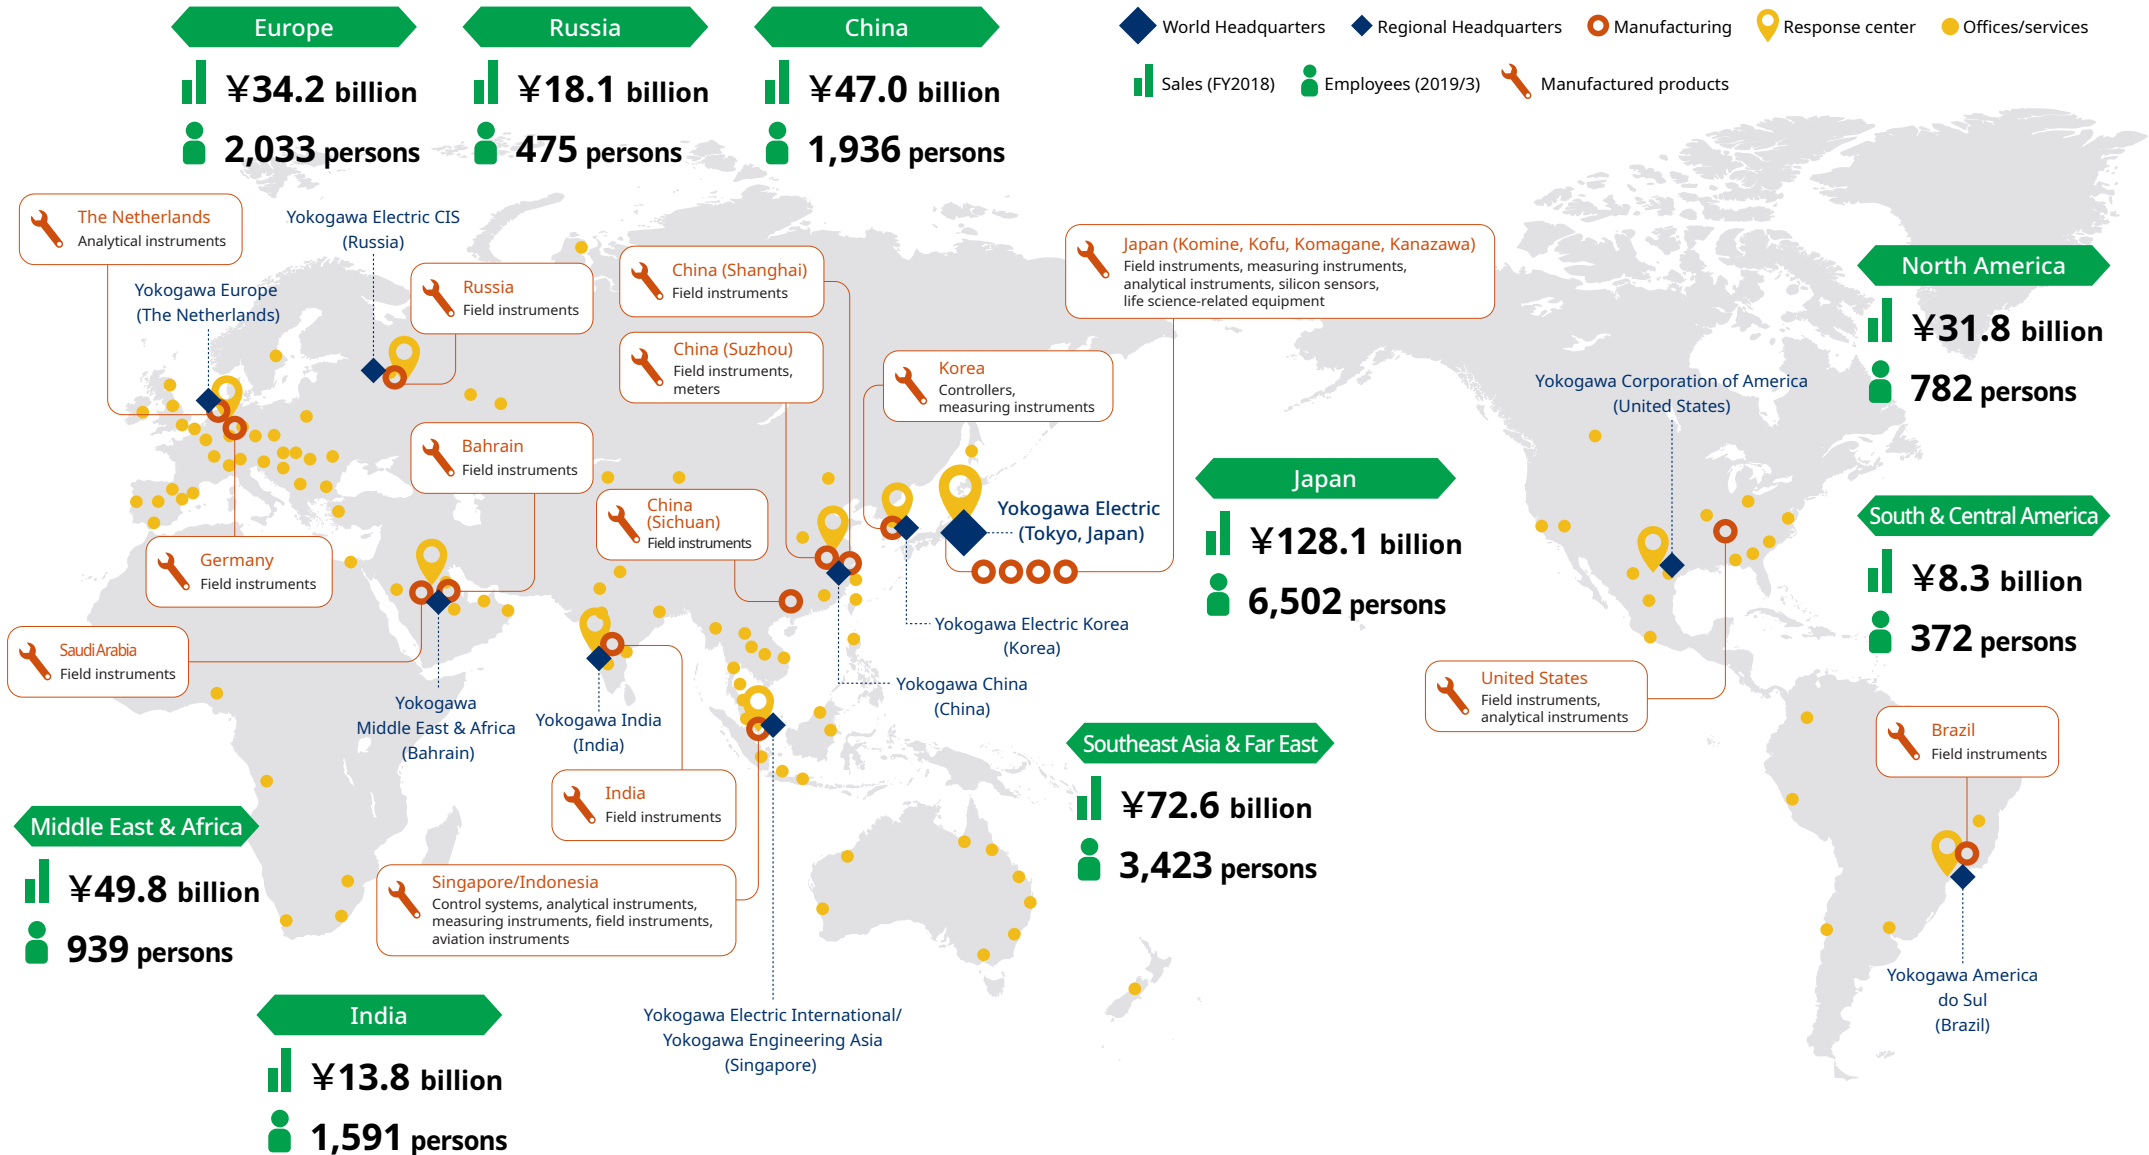 Europe
¥34.2 billion
2,033 persons
Russia
¥18.1 billion
475 persons
China
¥47.0 billion
1,936 persons
World Headquarters
Regional Headquarters
Manufacturing
Response center
Offices/services
Sales (FY2018)
Employees (2019/3)
Manufactured products
The Netherlands
Analytical instruments
Yokogawa Electric CIS
(Russia)
Yokogawa Europe
(The Netherlands)
Russia
Field instruments
China (Shanghai)
Field instruments
China (Suzhou)
Field instruments,
meters
Japan (Komine, Kofu, Komagane, Kanazawa)
Field instruments, measuring instruments,
analytical instruments, silicon sensors,
life science-related equipment
Korea
Controllers,
measuring instruments
North America
¥31.8 billion
782 persons
Yokogawa Corporation of America
(United States)
Bahrain
Field instruments
China
(Sichuan)
Field instruments
Yokogawa Electric
(Tokyo, Japan)
Japan
¥128.1 billion
6,502 persons
South & Central America
¥8.3 billion
372 persons
Germany
Field instruments
Saudi Arabia
Field instruments
Yokogawa Electric Korea
(Korea)
Yokogawa China
(China)
Yokogawa
Middle East & Africa
(Bahrain)
Yokogawa India
(India)
United States
Field instruments,
analytical instruments
Brazil
Field instruments
Southeast Asia & Far East
¥72.6 billion
3,423 persons
India
Field instruments
Middle East & Africa
¥49.8 billion
939 persons
Singapore/Indonesia
Control systems, analytical instruments,
measuring instruments, field instruments,
aviation instruments
Yokogawa America
do Sul
(Brazil)
India
¥13.8 billion
1,591 persons
Yokogawa Electric International/
Yokogawa Engineering Asia
(Singapore)